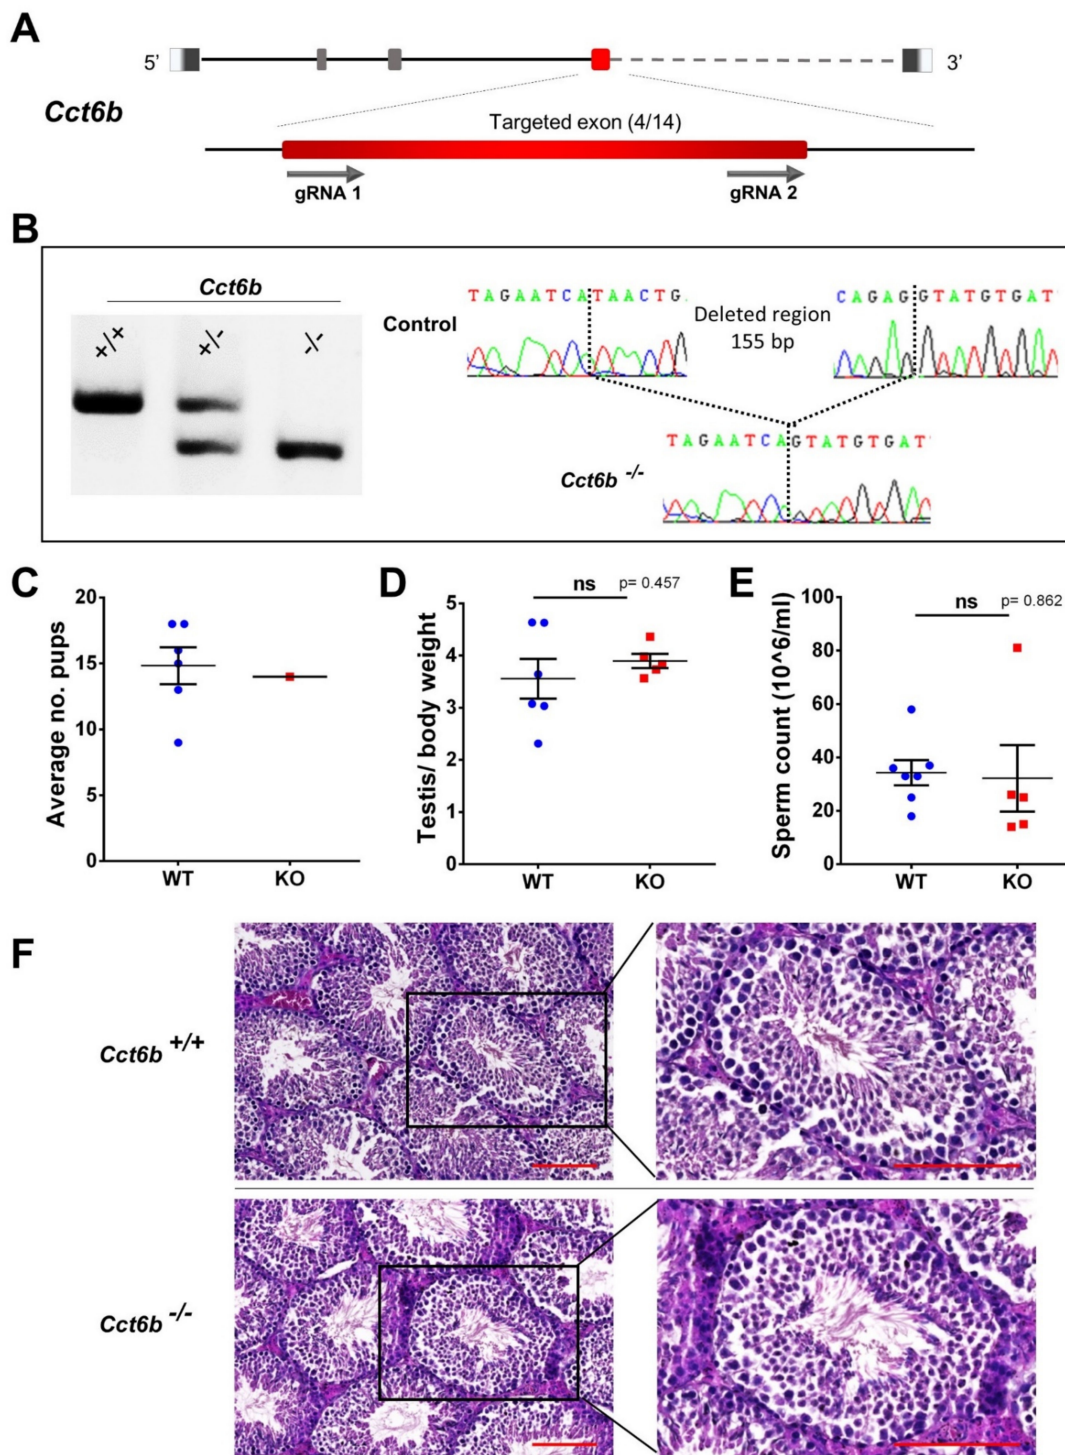 A
5’
3’
Cct6b
Targeted exon (4/14)
gRNA 1
gRNA 2
B
Cct6b
+/+
+/-
-/-
Control
TAGAATCATAACTG
Deleted region
155 bp
CAGAGGTATGTGAT
TAGAATCAGTATGTGAT
Cct6b -/-
C
Average no. pups
20
15
10
5
0
WT
KO
D
ns
p= 0.457
Testis/ body weight
5
4
3
2
1
0
WT
KO
E
ns
p= 0.862
Sperm count (10^6/ml)
100
80
60
40
20
0
WT
KO
F
Cct6b +/+
Cct6b -/-